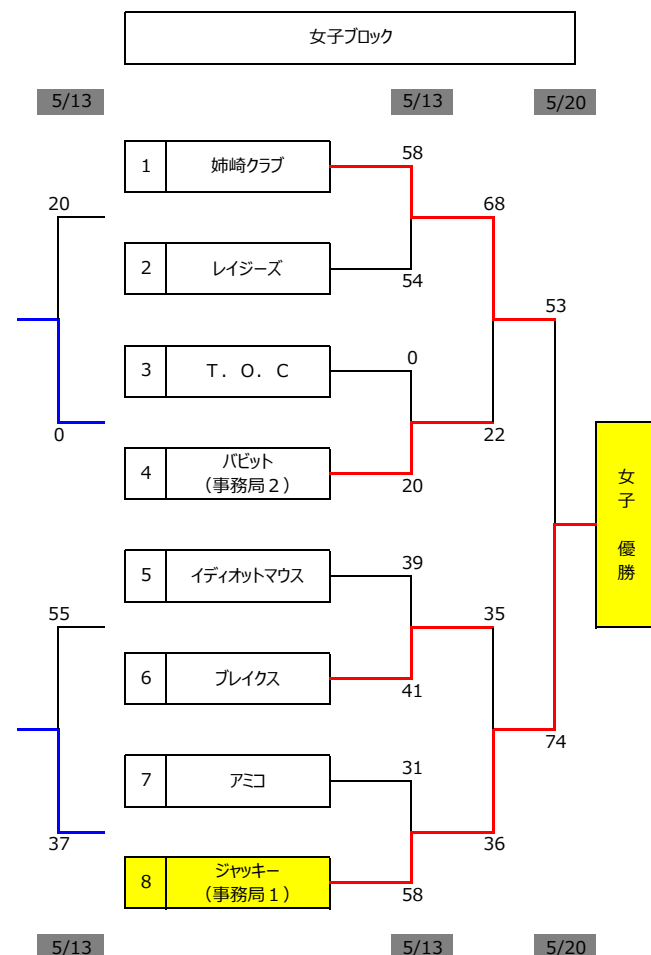 女子ブロック
5/13 5/13 5/20
1 姉崎クラブ 58
20 68
2 レイジーズ 54
53
3 T．O．C 0
0 22
4 バビット
（事務局２） 20
女子 優勝
5 イディオットマウス 39
55 35
6 ブレイクス 41
74
7 アミコ 31
37 36
8 ジャッキー
（事務局１） 58
5/13 5/13 5/20